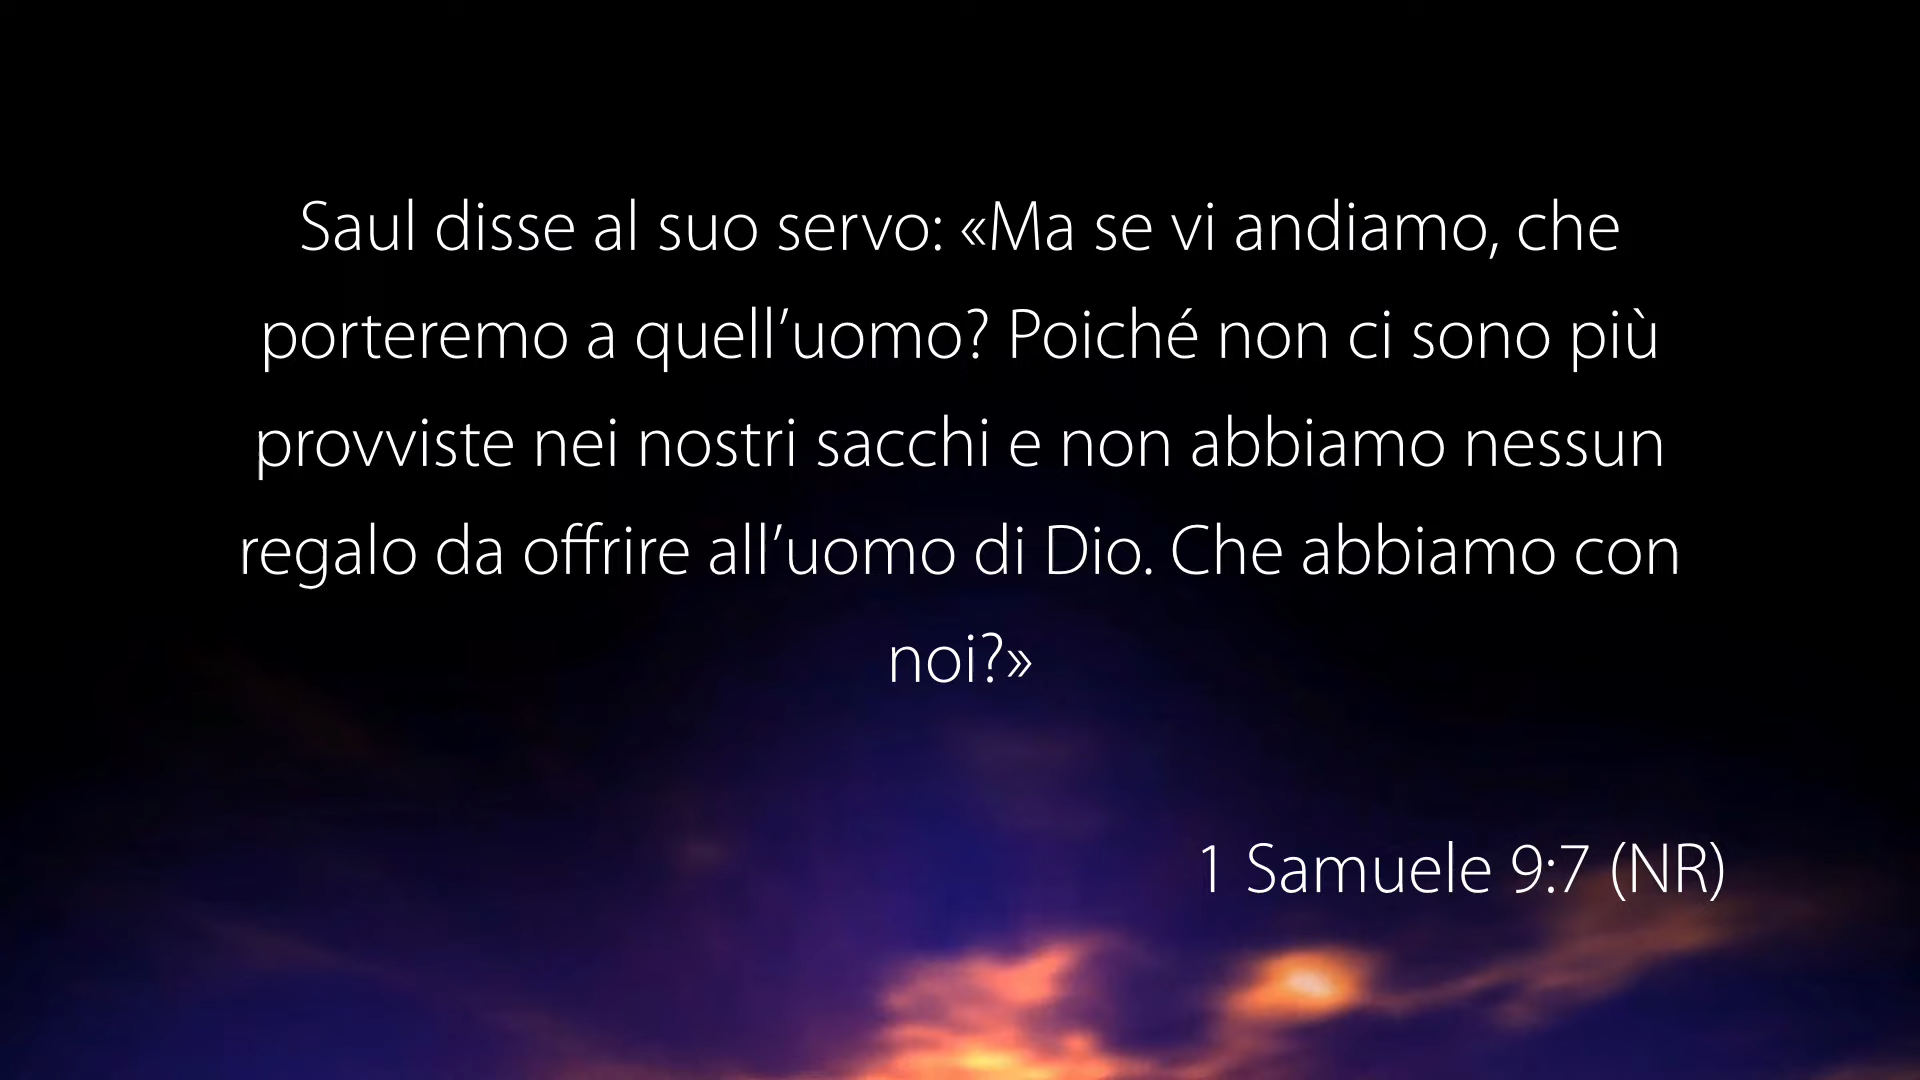 Saul disse al suo servo: «Ma se vi andiamo, che
porteremo a quell’uomo? Poiché non ci sono più
provviste nei nostri sacchi e non abbiamo nessun
regalo da offrire all’uomo di Dio. Che abbiamo con
noi?»
1 Samuele 9:7 (NR)